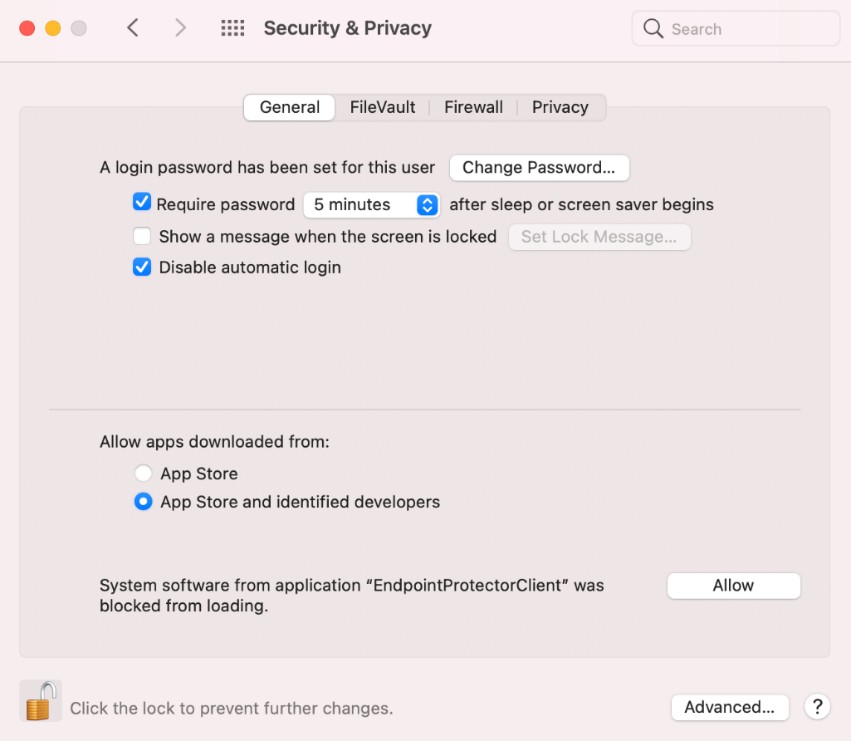 Security & Privacy
Search
General FileVault Firewall Privacy
A login password has been set for this user Change Password...
Require password 5 minutes after sleep or screen saver begins
Show a message when the screen is locked Set Lock Message...
Disable automatic login
Allow apps downloaded from:
App Store
App Store and identified developers
System software from application “EndpointProtectorClient” was Allow
blocked from loading.
Click the lock to prevent further changes. Advanced... ?